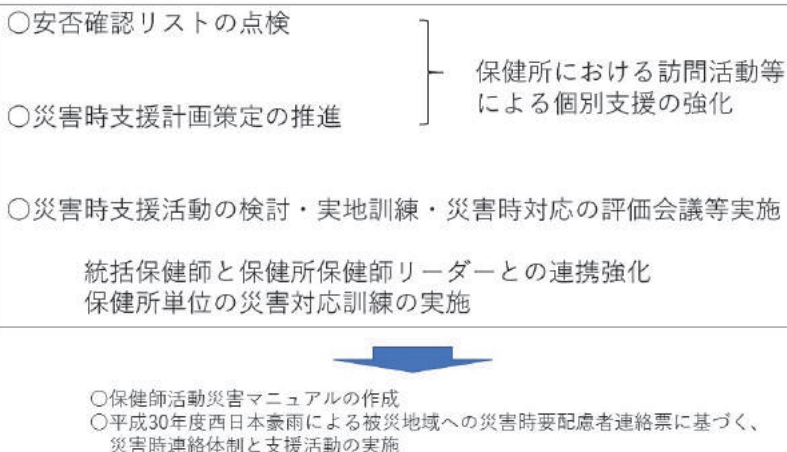 ○安否確認リストの点検
保健所における訪問活動等
による個別支援の強化
○災害時支援計画策定の推進
○災害時支援活動の検討・実地訓練・災害時対応の評価会議等実施
統括保健師と保健所保健師リーダーとの連携強化
保健所単位の災害対応訓練の実施
○保健師活動災害マニュアルの作成
○平成30年度西日本豪雨による被災地域への災害時要配慮者連絡票に基づく、
災害時連絡体制と支援活動の実施